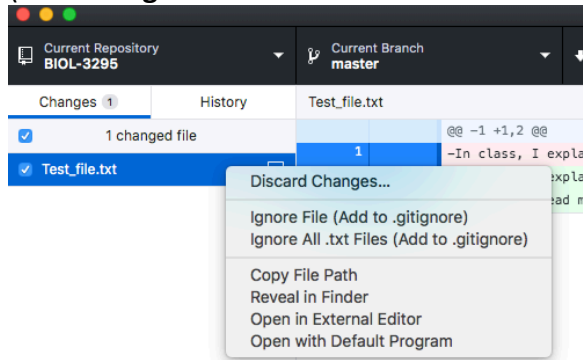 Current Repository
BIOL-3295
Current Branch
master
Changes 1
History
Test_file.txt
1 changed file
@@ -1 +1,2 @@
1
-In class, I expla
Test_file.txt
Discard Changes...
expla
ead m
Ignore File (Add to .gitignore)
Ignore All .txt Files (Add to .gitignore)
Copy File Path
Reveal in Finder
Open in External Editor
Open with Default Program